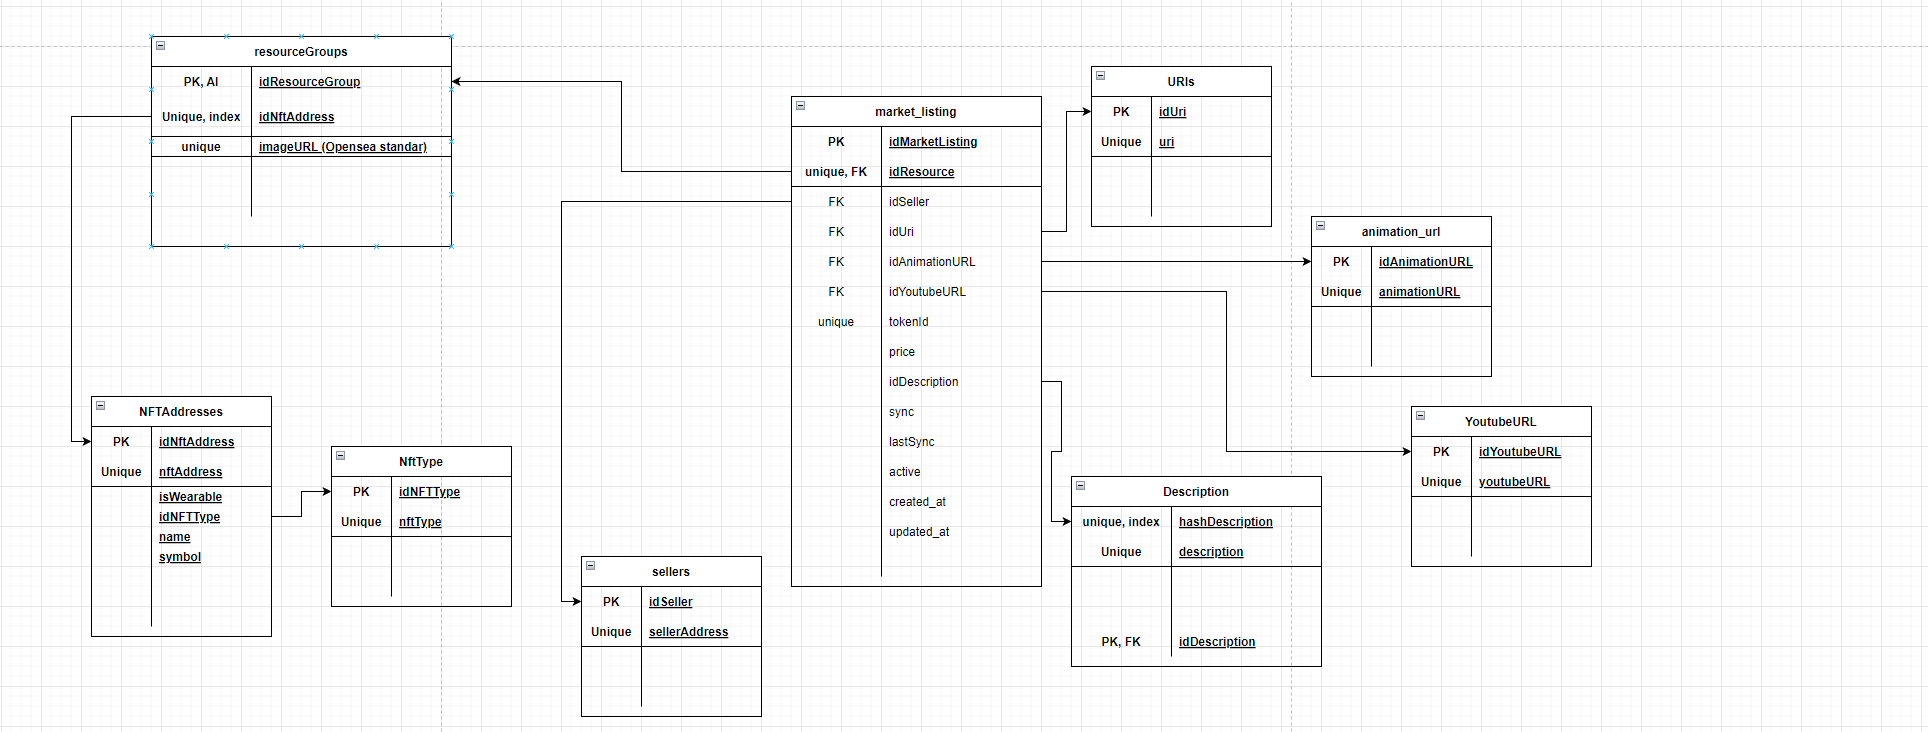 resourceGroups
PK, AI idResourceGroup
Unique, index idNftAddress
unique imageURL (Opensea standar)
market_listing
PK idMarketListing
unique, FK idResource
FK idSeller
FK idUri
FK idAnimationURL
FK idYoutubeURL
unique tokenId
price
idDescription
sync
lastSync
active
created_at
updated_at
URIs
PK idUri
Unique uri
animation_url
PK idAnimationURL
Unique animationURL
YoutubeURL
PK idYoutubeURL
Unique youtubeURL
NFTAddresses
PK idNftAddress
Unique nftAddress
isWearable
idNFTType
name
symbol
NftType
PK idNFTType
Unique nftType
sellers
PK idSeller
Unique sellerAddress
Description
unique, index hashDescription
Unique description
PK, FK idDescription